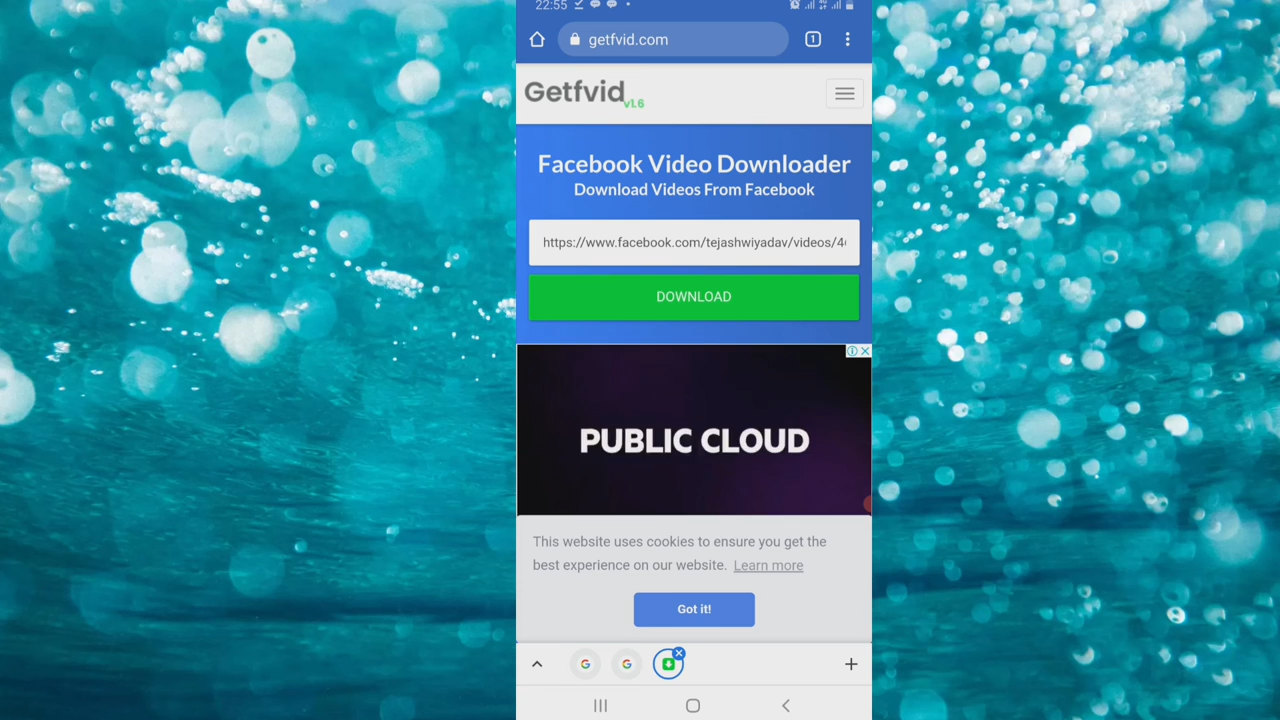 22:55
getfvid.com
1
Getfvid v1.6
Facebook Video Downloader
Download Videos From Facebook
https://www.facebook.com/tejashwiyadav/videos/4
DOWNLOAD
PUBLIC CLOUD
This website uses cookies to ensure you get the
best experience on our website. Learn more
Got it!